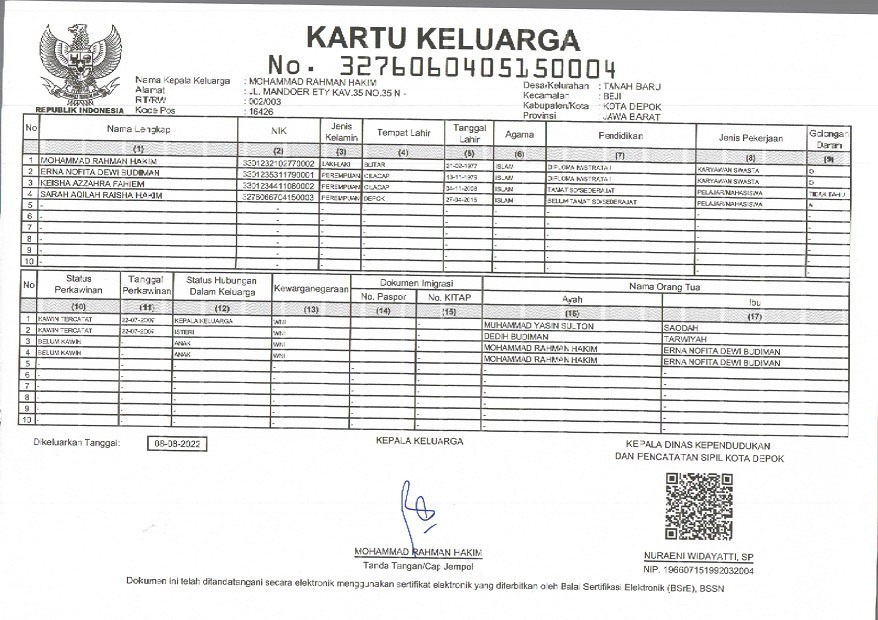 KARTU KELUARGA
No. 3276060405150004
REPUBLIK INDONESIA
Nama Kepala Keluarga : MOHAMMAD RAHMAN HAKIM
Alamat : JL. MANDOER ETY KAV.35 NO.35 N -
RT/RW : 002/003
Kode Pos : 16426
Desa/Kelurahan : TANAH BARU
Kecamatan : BEJI
Kabupaten/Kota : KOTA DEPOK
Provinsi : JAWA BARAT
No Nama Lengkap NIK Jenis Kelamin Tempat Lahir Tanggal Lahir Agama Pendidikan Jenis Pekerjaan Golongan Darah
(1) (2) (3) (4) (5) (6) (7) (8) (9)
1 MOHAMMAD RAHMAN HAKIM 3301232102770002 LAKI-LAKI BLITAR 21-02-1977 ISLAM DIPLOMA IV/STRATA I KARYAWAN SWASTA O
2 ERNA NOFITA DEWI BUDIMAN 3301235311790001 PEREMPUAN CILACAP 13-11-1979 ISLAM DIPLOMA IV/STRATA I KARYAWAN SWASTA O
3 KEISHA AZZAHRA FAHIEM 3301234411080002 PEREMPUAN CILACAP 04-11-2008 ISLAM TAMAT SD/SEDERAJAT PELAJAR/MAHASISWA TIDAK TAHU
4 SARAH AQILAH RAISHA HAKIM 3276066704150003 PEREMPUAN DEPOK 27-04-2015 ISLAM BELUM TAMAT SD/SEDERAJAT PELAJAR/MAHASISWA A
5 - - - - - - - -
6 - - - - - - - -
7 - - - - - - - -
8 - - - - - - - -
9 - - - - - - - -
10 - - - - - - - -
No Status Perkawinan Tanggal Perkawinan Status Hubungan Dalam Keluarga Kewarganegaraan Dokumen Imigrasi Nama Orang Tua
No. Paspor No. KITAP Ayah Ibu
(10) (11) (12) (13) (14) (15) (16) (17)
1 KAWIN TERCATAT 22-07-2007 KEPALA KELUARGA WNI - - MUHAMMAD YASIN SULTON SAODAH
2 KAWIN TERCATAT 22-07-2007 ISTERI WNI - - DEDIH BUDIMAN TARWIYAH
3 BELUM KAWIN - ANAK WNI - - MOHAMMAD RAHMAN HAKIM ERNA NOFITA DEWI BUDIMAN
4 BELUM KAWIN - ANAK WNI - - MOHAMMAD RAHMAN HAKIM ERNA NOFITA DEWI BUDIMAN
5 - - - - - - - -
6 - - - - - - - -
7 - - - - - - - -
8 - - - - - - - -
9 - - - - - - - -
10 - - - - - - - -
Dikeluarkan Tanggal: 08-08-2022
KEPALA KELUARGA
MOHAMMAD RAHMAN HAKIM
Tanda Tangan/Cap Jempol
KEPALA DINAS KEPENDUDUKAN
DAN PENCATATAN SIPIL KOTA DEPOK
NURAENI WIDAYATTI, SP
NIP. 196607151992032004
Dokumen ini telah ditandatangani secara elektronik menggunakan sertifikat elektronik yang diterbitkan oleh Balai Sertifikasi Elektronik (BSrE), BSSN